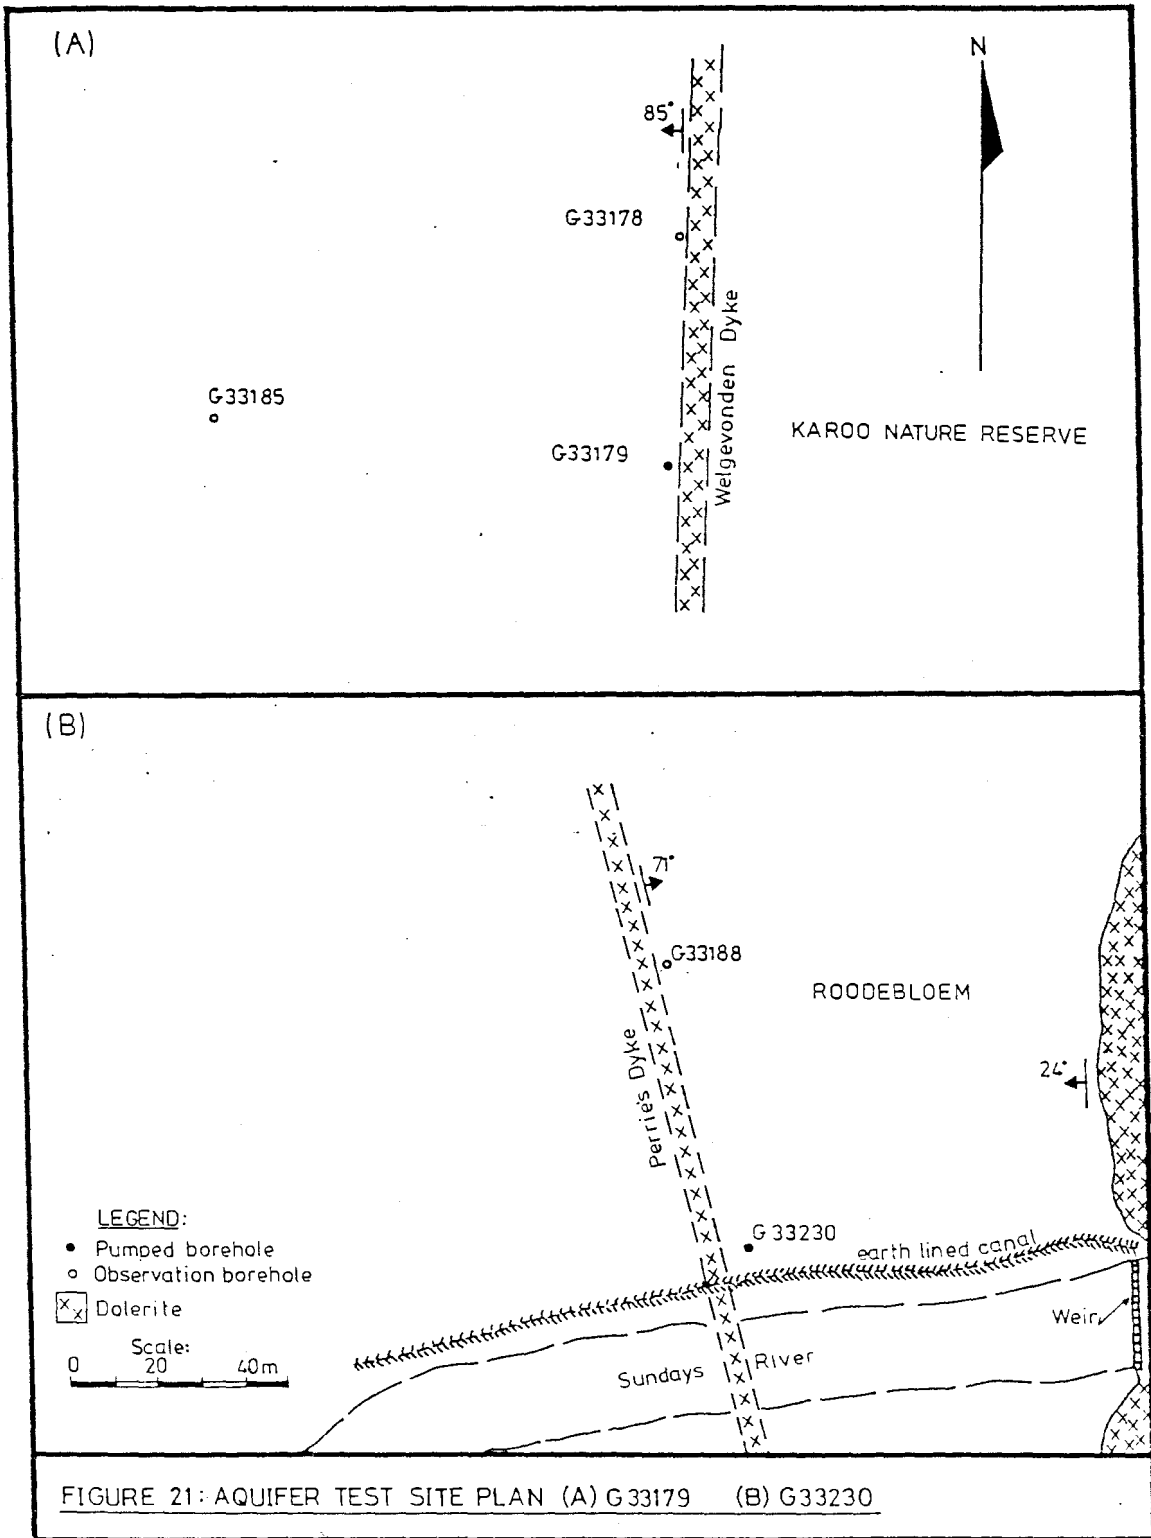 (A)
N
85°
G33178
Welgevonden Dyke
G33185
KAROO NATURE RESERVE
G33179
(B)
71°
G33188
ROODEBLOEM
24°
Perrie's Dyke
LEGEND:
Pumped borehole
Observation borehole
Dolerite
Scale:
0 20 40m
G33230
earth lined canal
Weir
Sundays River
FIGURE 21: AQUIFER TEST SITE PLAN (A) G33179 (B) G33230